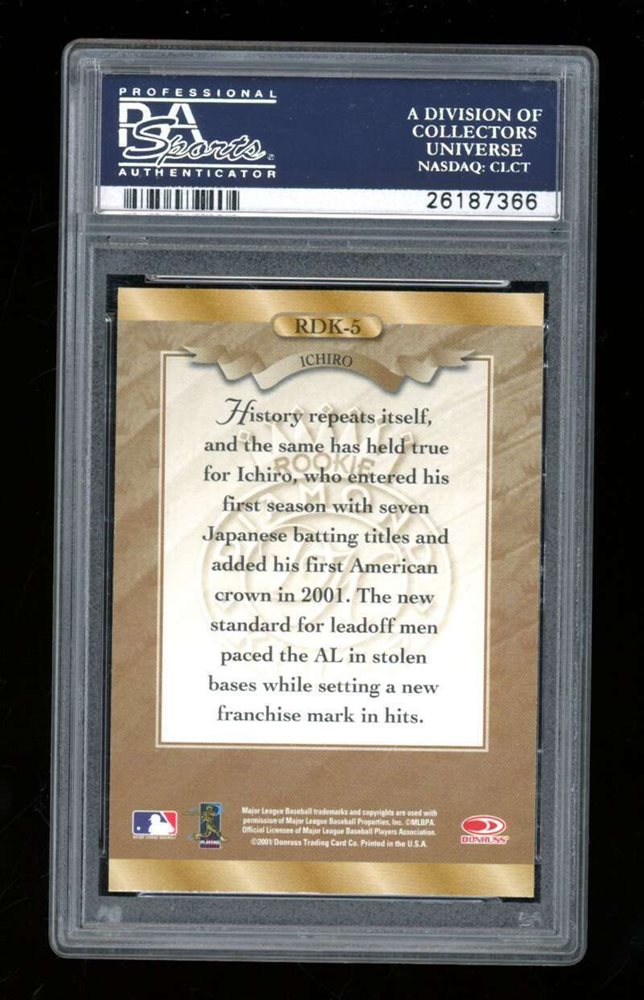 PROFESSIONAL
PSA
Sports
AUTHENTICATOR
A DIVISION OF
COLLECTORS
UNIVERSE
NASDAQ: CLCT
26187366
RDK-5
ICHIRO
History repeats itself,
and the same has held true
for Ichiro, who entered his
first season with seven
Japanese batting titles and
added his first American
crown in 2001. The new
standard for leadoff men
paced the AL in stolen
bases while setting a new
franchise mark in hits.
ROOKIE
DIAMOND
DK
Major League Baseball trademarks and copyrights are used with
permission of Major League Baseball Properties, Inc. ©MLBPA.
Official Licensee of Major League Baseball Players Association.
©2001 Donruss Trading Card Co. Printed in the U.S.A.
PLAYERS
DONRUSS